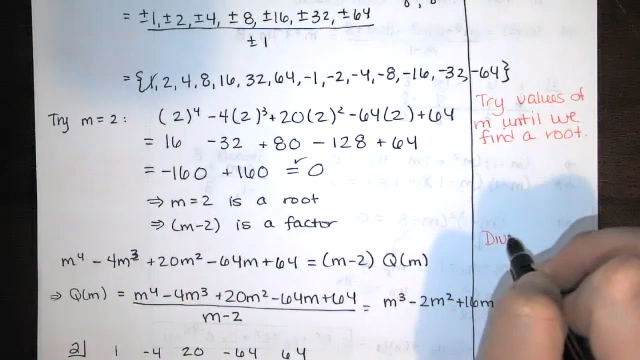 = ±1, ±2, ±4, ±8, ±16, ±32, ±64
±1
= {1, 2, 4, 8, 16, 32, 64, -1, -2, -4, -8, -16, -32, -64}
Try values of
m until we
find a root.
Try m=2: (2)⁴ -4(2)³+20(2)² -64(2)+64
= 16 -32 +80 -128 +64
= -160 +160 = 0 ✓
⇒ m=2 is a root
⇒ (m-2) is a factor
Div
m⁴ -4m³ +20m² -64m +64 = (m-2) Q(m)
⇒ Q(m) = m⁴ -4m³ +20m² -64m +64 = m³ -2m² +16m
m-2
2] 1 -4 20 -64 64